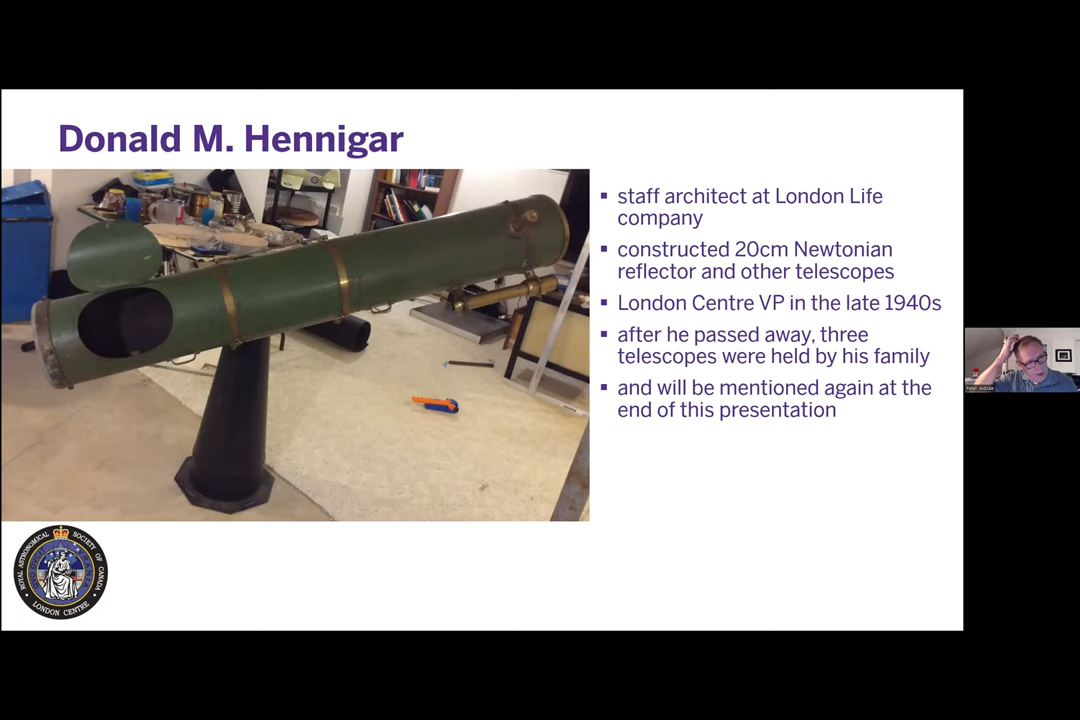 Donald M. Hennigar
▪ staff architect at London Life
company
▪ constructed 20cm Newtonian
reflector and other telescopes
▪ London Centre VP in the late 1940s
▪ after he passed away, three
telescopes were held by his family
▪ and will be mentioned again at the
end of this presentation
Peter Jedicke
ROYAL ASTRONOMICAL SOCIETY OF CANADA
• LONDON CENTRE •